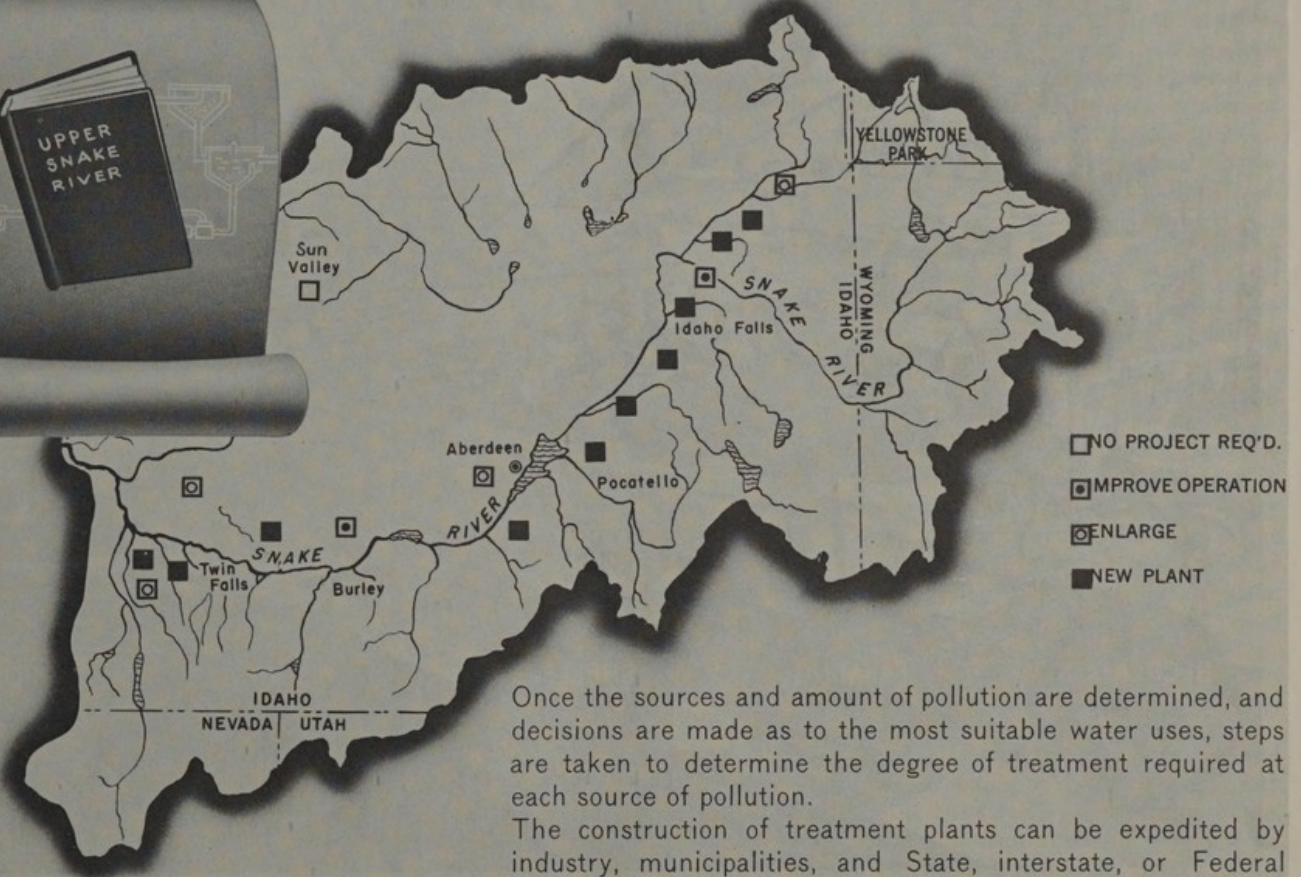 UPPER
SNAKE
RIVER
YELLOWSTONE
PARK
Sun
Valley
SNAKE
RIVER
WYOMING
IDAHO
Idaho Falls
Aberdeen
Pocatello
RIVER
SNAKE
Twin
Falls
Burley
IDAHO
NEVADA
UTAH
NO PROJECT REQ'D.
MPROVE OPERATION
ENLARGE
NEW PLANT
Once the sources and amount of pollution are determined, and
decisions are made as to the most suitable water uses, steps
are taken to determine the degree of treatment required at
each source of pollution.
The construction of treatment plants can be expedited by
industry, municipalities, and State, interstate, or Federal